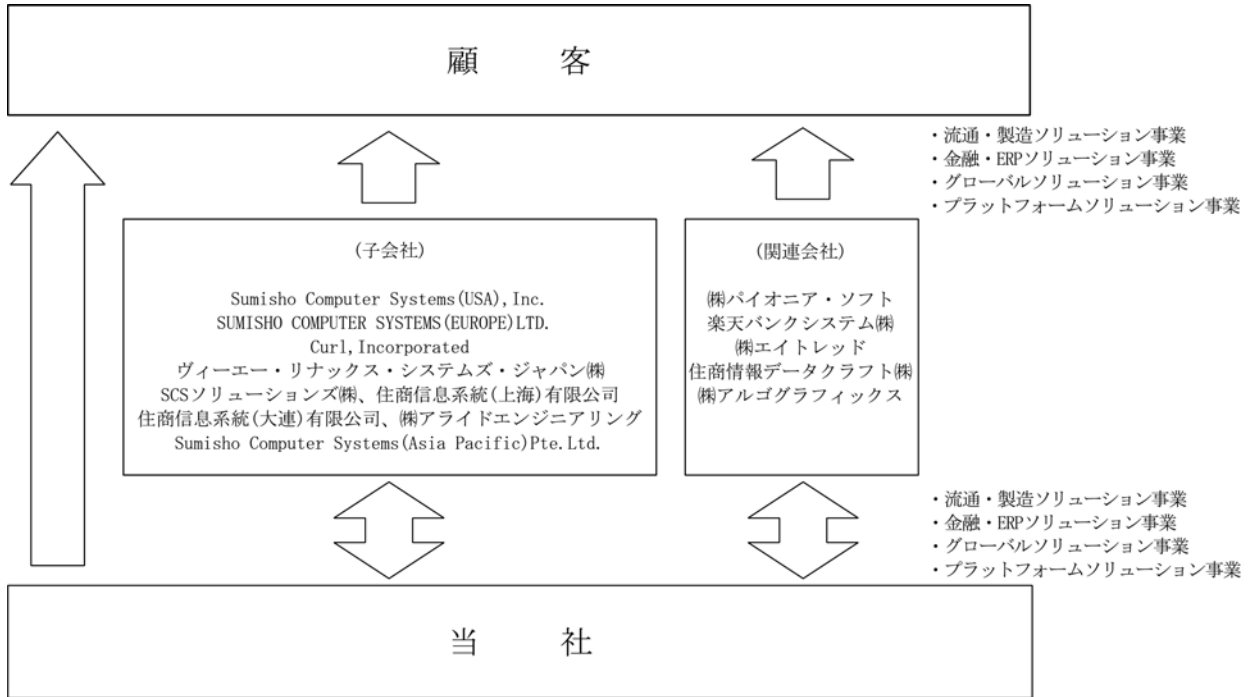 顧　　客
・流通・製造ソリューション事業
・金融・ERPソリューション事業
・グローバルソリューション事業
・プラットフォームソリューション事業
(子会社)
Sumisho Computer Systems(USA),Inc.
SUMISHO COMPUTER SYSTEMS(EUROPE)LTD.
Curl,Incorporated
ヴィーエー・リナックス・システムズ・ジャパン㈱
SCSソリューションズ㈱、住商信息系統(上海)有限公司
住商信息系統(大連)有限公司、㈱アライドエンジニアリング
Sumisho Computer Systems(Asia Pacific)Pte.Ltd.
(関連会社)
㈱パイオニア・ソフト
楽天バンクシステム㈱
㈱エイトレッド
住商情報データクラフト㈱
㈱アルゴグラフィックス
・流通・製造ソリューション事業
・金融・ERPソリューション事業
・グローバルソリューション事業
・プラットフォームソリューション事業
当　　社